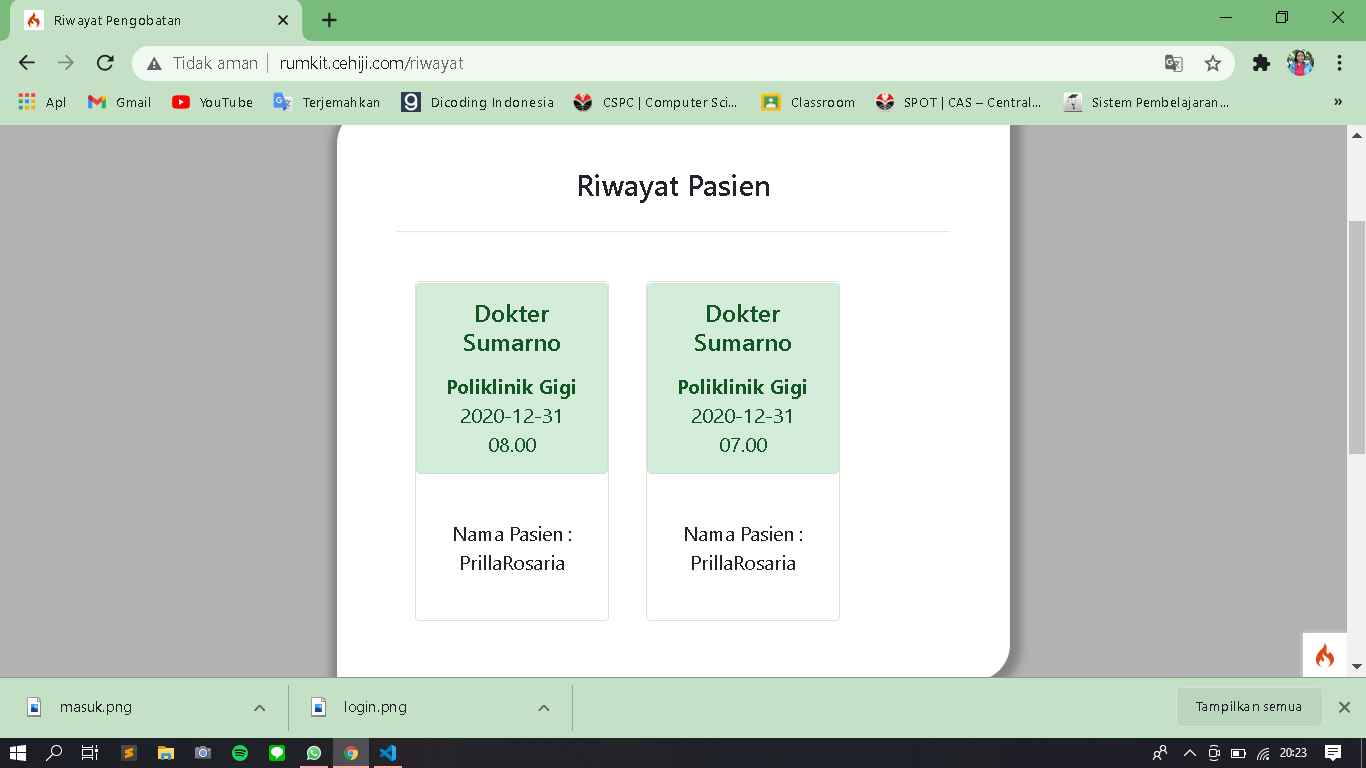 Riwayat Pengobatan
Tidak aman
rumkit.cehiji.com/riwayat
Apl
Gmail
YouTube
Terjemahkan
Dicoding Indonesia
CSPC | Computer Sci...
Classroom
SPOT | CAS – Central...
Sistem Pembelajaran...
»
Riwayat Pasien
Dokter
Sumarno
Poliklinik Gigi
2020-12-31
08.00
Nama Pasien :
PrillaRosaria
Dokter
Sumarno
Poliklinik Gigi
2020-12-31
07.00
Nama Pasien :
PrillaRosaria
masuk.png
login.png
Tampilkan semua
20:23